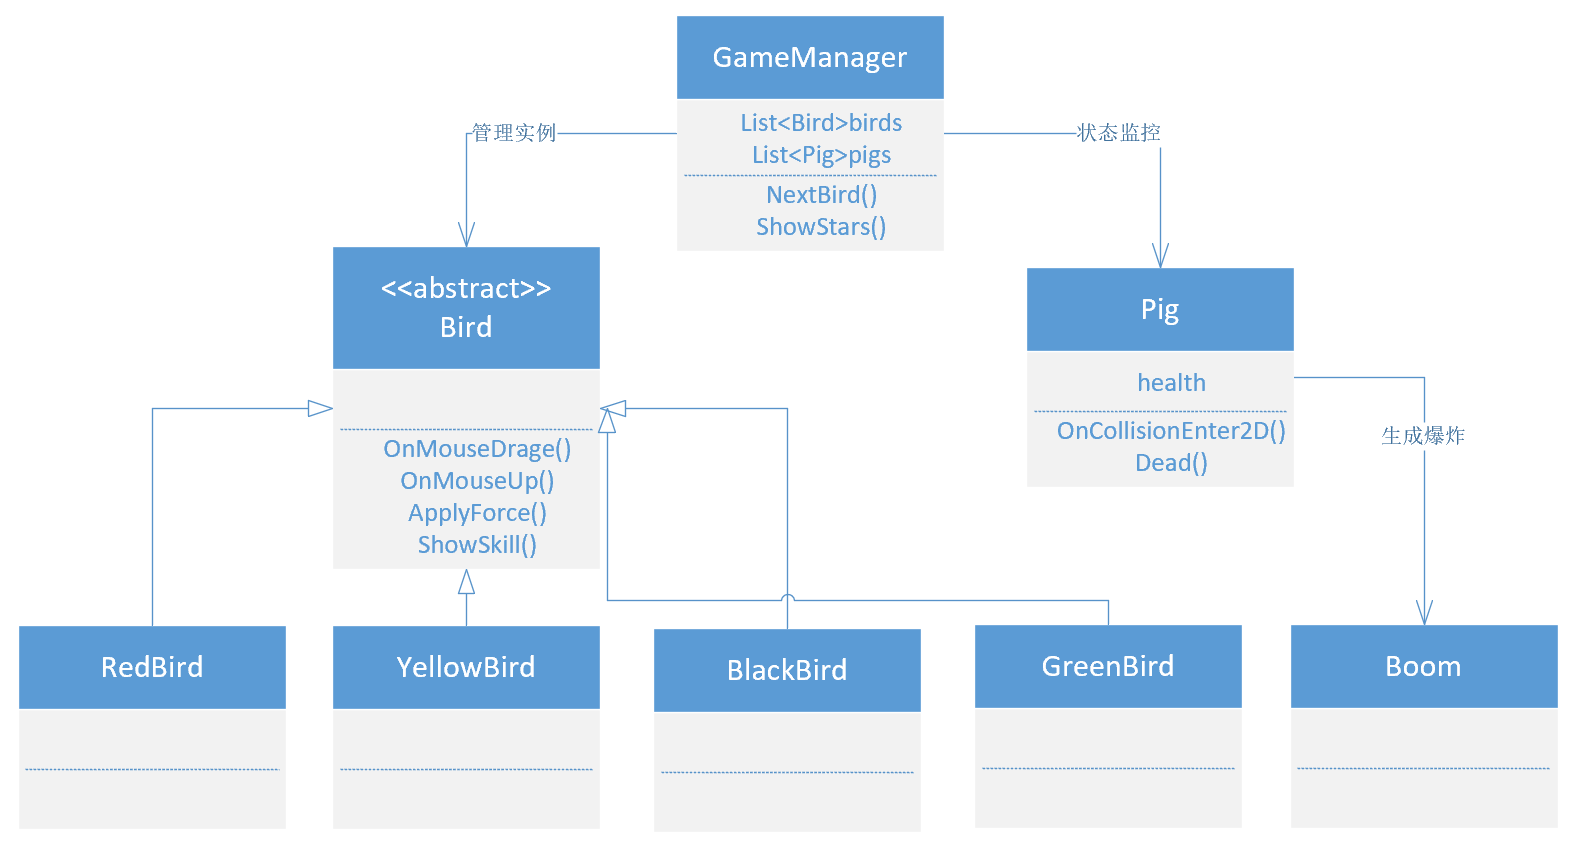 GameManager
List<Bird>birds
List<Pig>pigs
NextBird()
ShowStars()
管理实例
状态监控
<<abstract>>
Bird
OnMouseDrage()
OnMouseUp()
ApplyForce()
ShowSkill()
Pig
health
OnCollisionEnter2D()
Dead()
生成爆炸
RedBird
YellowBird
BlackBird
GreenBird
Boom